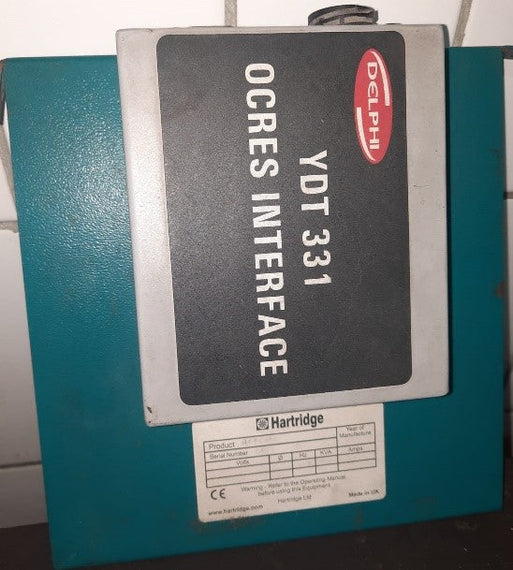 DELPHI
YDT 331
OCRES INTERFACE
Hartridge
Product
Year of
Manufacture
Serial Number
Volts Ø Hz KVA Amps
Warning - Refer to the Operating Manual
before using this Equipment
CE Hartridge Ltd
www.hartridge.com Made in UK